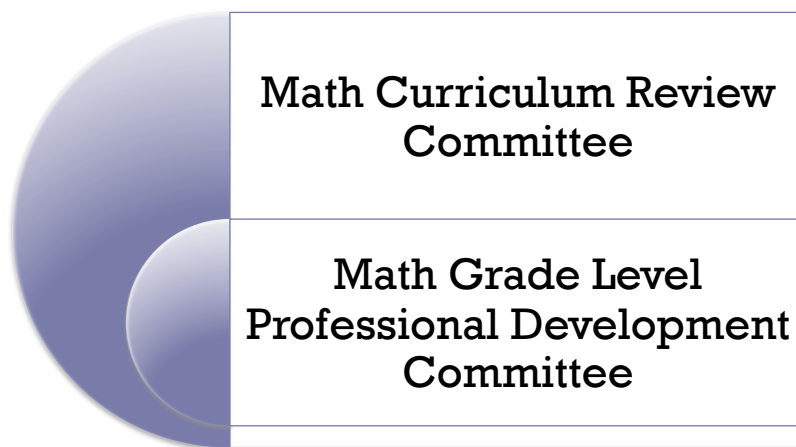 Math Curriculum Review
Committee
Math Grade Level
Professional Development
Committee